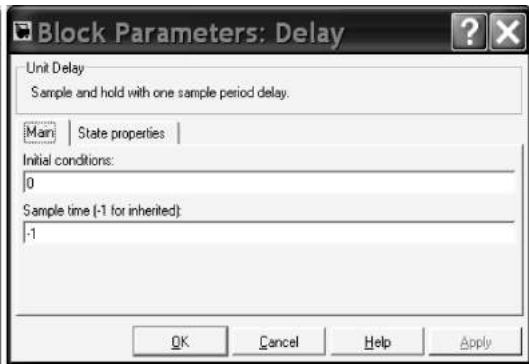 Block Parameters: Delay
Unit Delay
Sample and hold with one sample period delay.
Main State properties
Initial conditions:
0
Sample time (-1 for inherited):
-1
OK Cancel Help Apply